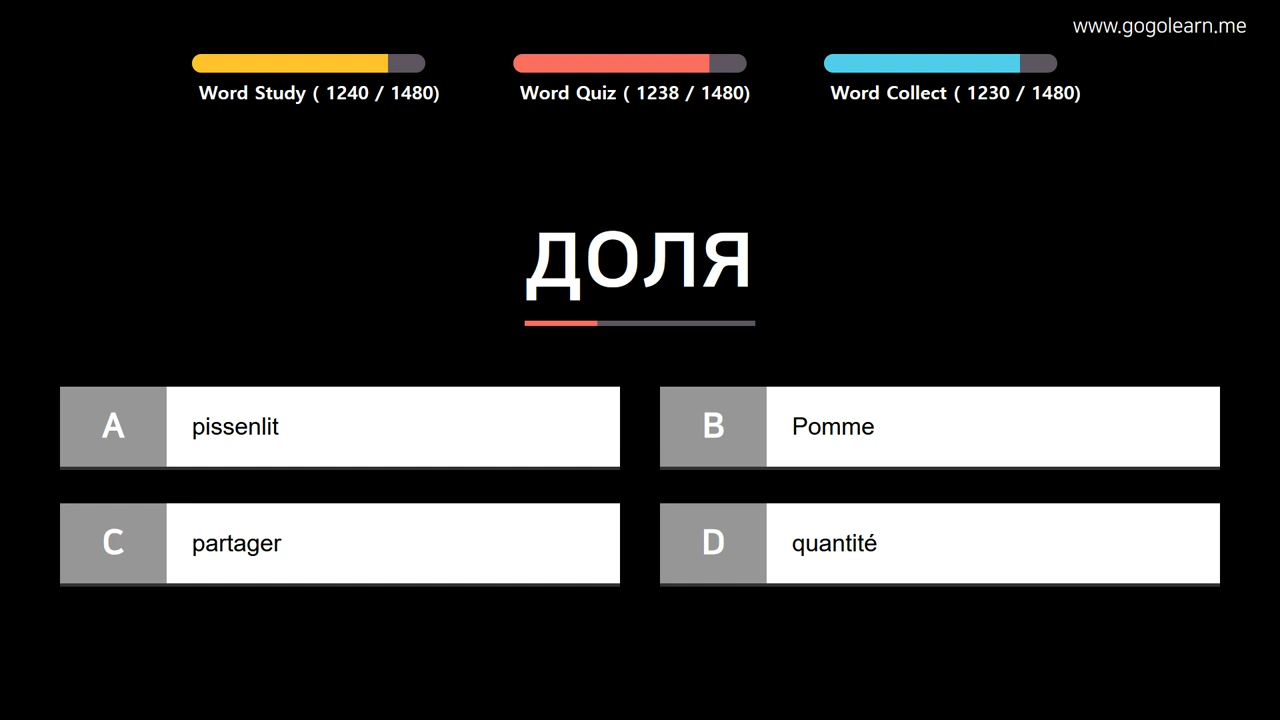 www.gogolearn.me
Word Study ( 1240 / 1480)
Word Quiz ( 1238 / 1480)
Word Collect ( 1230 / 1480)
ДОЛЯ
A pissenlit
B Pomme
C partager
D quantité